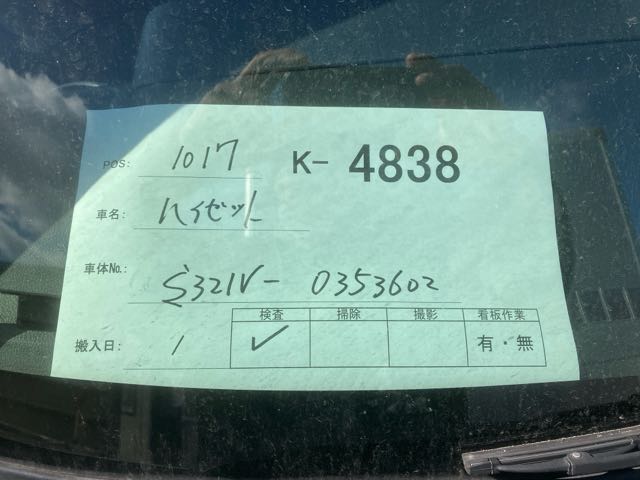 POS: 1017 K- 4838
車名: ハイゼット
車体No.: S321V- 0353602
検査 掃除 撮影 看板作業
搬入日: / ✓ 有・無